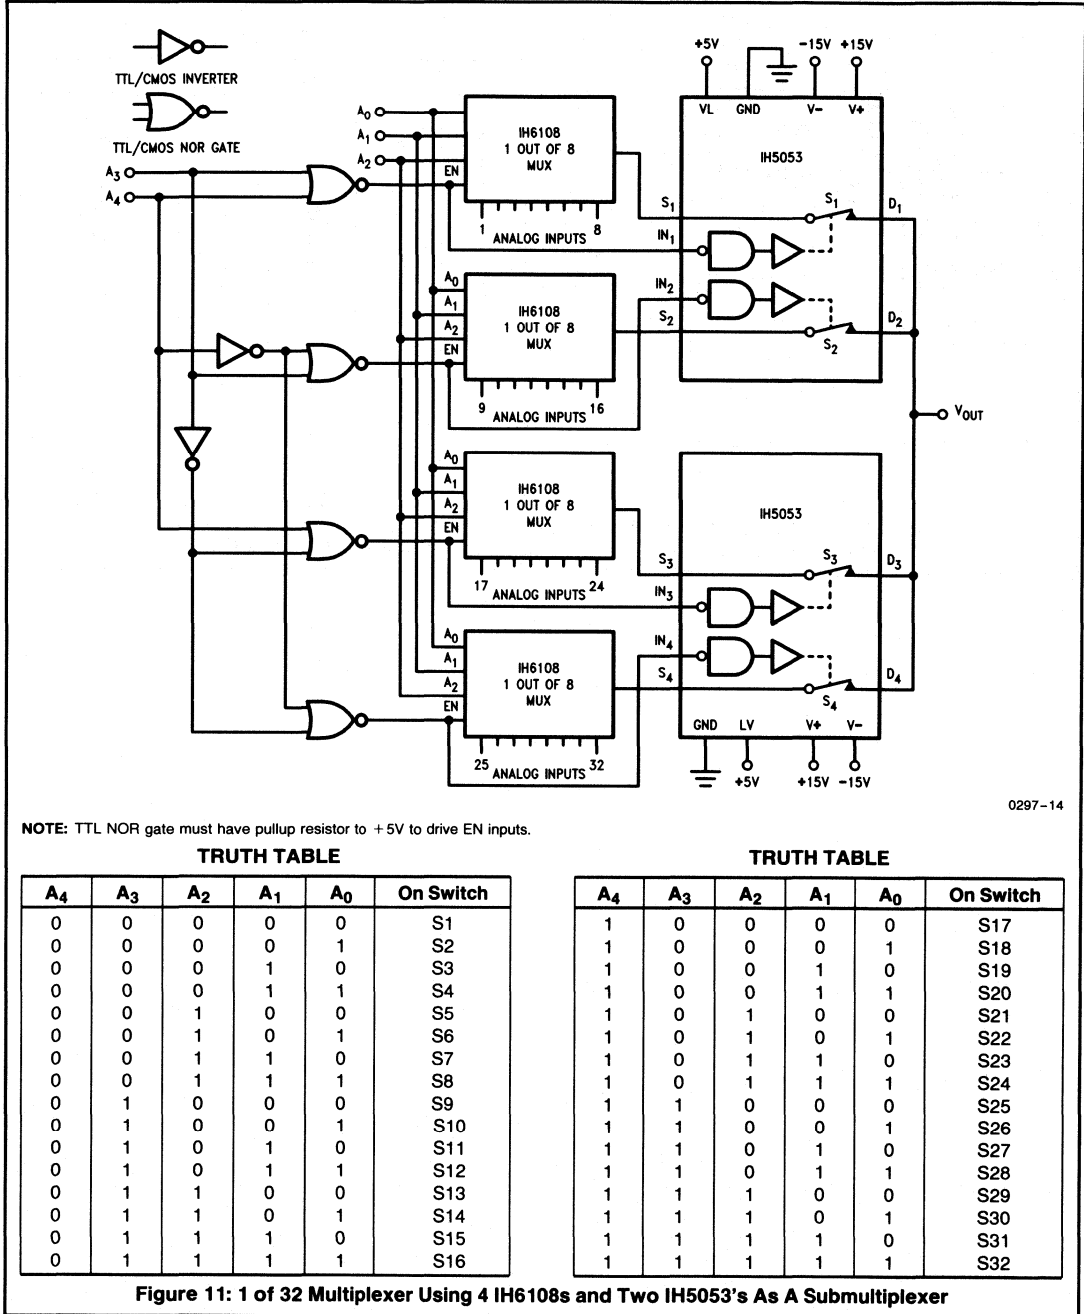 TTL/CMOS INVERTER
TTL/CMOS NOR GATE
A3
A4
A0
A1
A2
EN
IH6108
1 OUT OF 8
MUX
1
8
ANALOG INPUTS
A0
A1
A2
EN
IH6108
1 OUT OF 8
MUX
9
16
ANALOG INPUTS
A0
A1
A2
EN
IH6108
1 OUT OF 8
MUX
17
24
ANALOG INPUTS
A0
A1
A2
EN
IH6108
1 OUT OF 8
MUX
25
32
ANALOG INPUTS
+5V
-15V
+15V
VL
GND
V-
V+
IH5053
S1
S1
D1
IN1
IN2
S2
S2
D2
VOUT
IH5053
S3
S3
D3
IN3
IN4
S4
S4
D4
GND
LV
V+
V-
+5V
+15V
-15V
0297-14
NOTE: TTL NOR gate must have pullup resistor to +5V to drive EN inputs.
TRUTH TABLE
A4 A3 A2 A1 A0 On Switch
0 0 0 0 0 S1
0 0 0 0 1 S2
0 0 0 1 0 S3
0 0 0 1 1 S4
0 0 1 0 0 S5
0 0 1 0 1 S6
0 0 1 1 0 S7
0 0 1 1 1 S8
0 1 0 0 0 S9
0 1 0 0 1 S10
0 1 0 1 0 S11
0 1 0 1 1 S12
0 1 1 0 0 S13
0 1 1 0 1 S14
0 1 1 1 0 S15
0 1 1 1 1 S16
TRUTH TABLE
A4 A3 A2 A1 A0 On Switch
1 0 0 0 0 S17
1 0 0 0 1 S18
1 0 0 1 0 S19
1 0 0 1 1 S20
1 0 1 0 0 S21
1 0 1 0 1 S22
1 0 1 1 0 S23
1 0 1 1 1 S24
1 1 0 0 0 S25
1 1 0 0 1 S26
1 1 0 1 0 S27
1 1 0 1 1 S28
1 1 1 0 0 S29
1 1 1 0 1 S30
1 1 1 1 0 S31
1 1 1 1 1 S32
Figure 11: 1 of 32 Multiplexer Using 4 IH6108s and Two IH5053's As A Submultiplexer